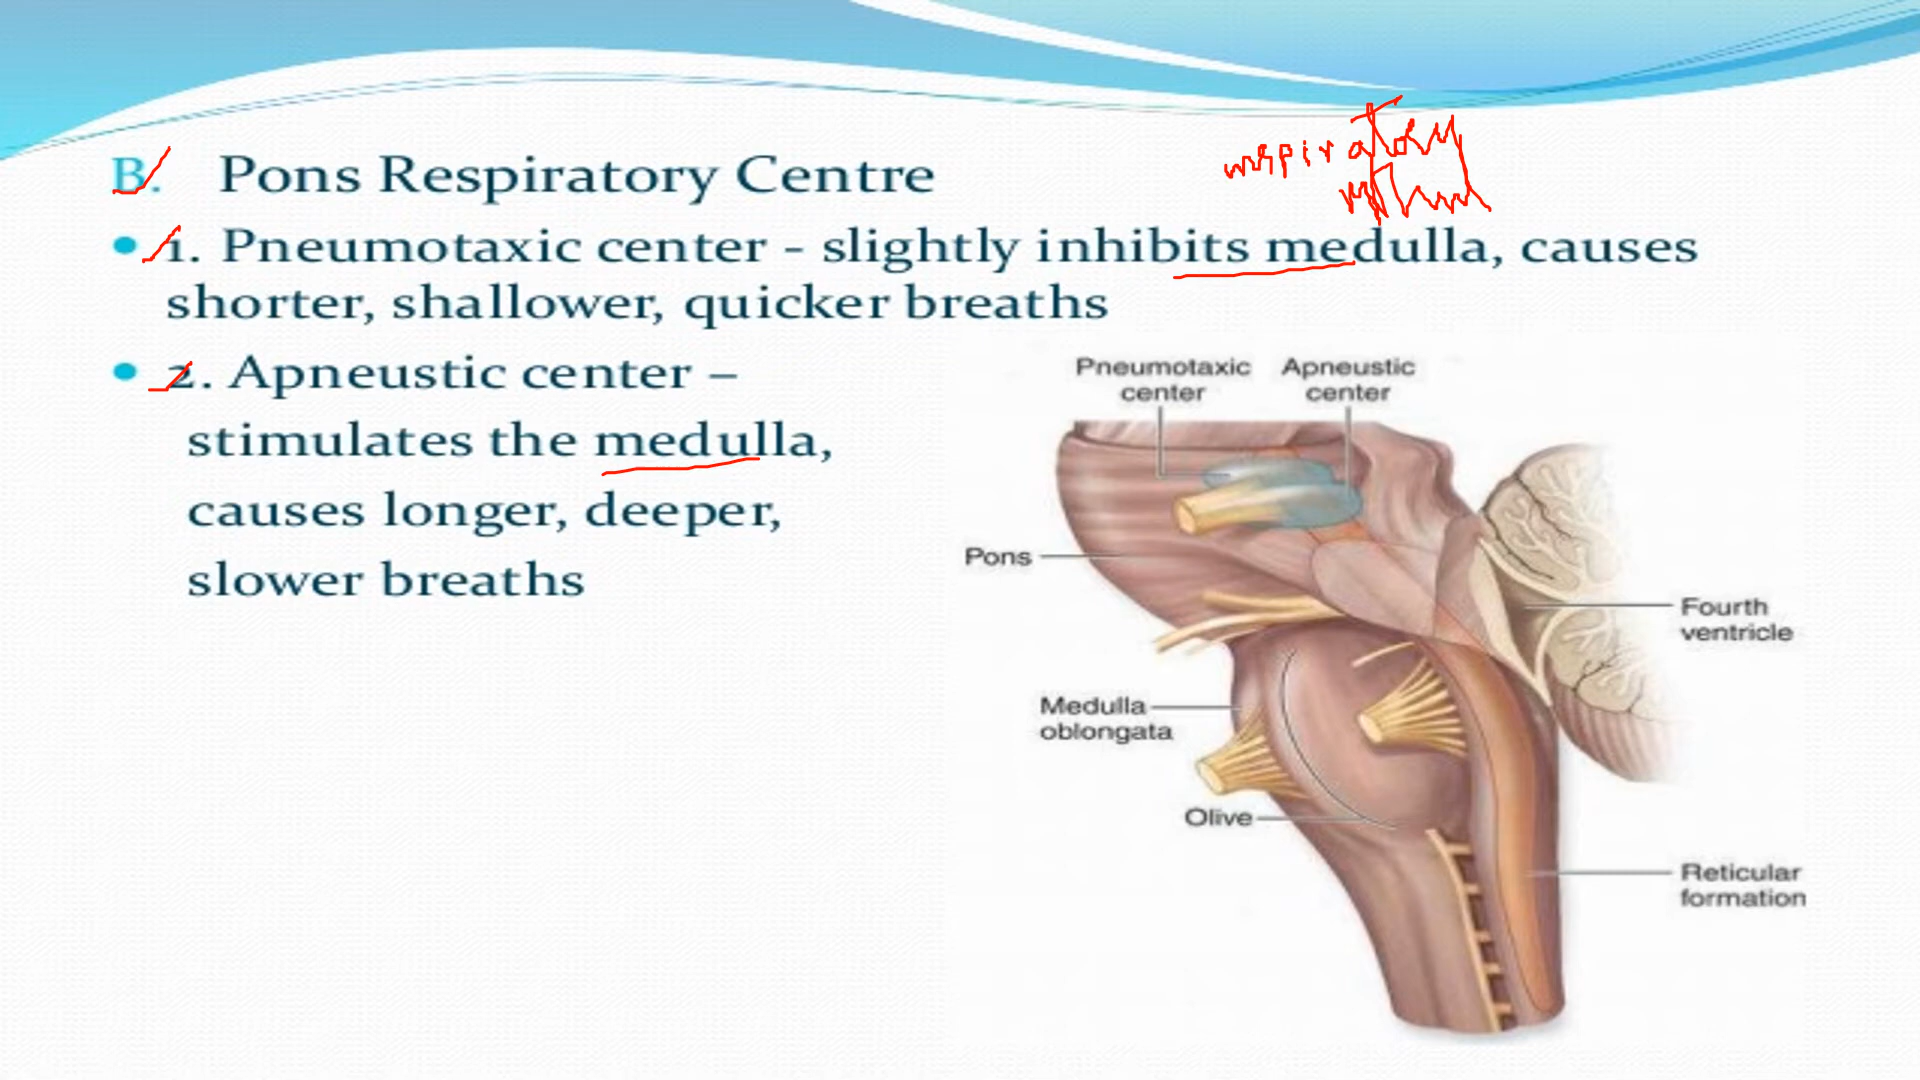 B. Pons Respiratory Centre
• 1. Pneumotaxic center - slightly inhibits medulla, causes
shorter, shallower, quicker breaths
• 2. Apneustic center –
stimulates the medulla,
causes longer, deeper,
slower breaths
Pneumotaxic
center
Apneustic
center
Pons
Fourth
ventricle
Medulla
oblongata
Olive
Reticular
formation